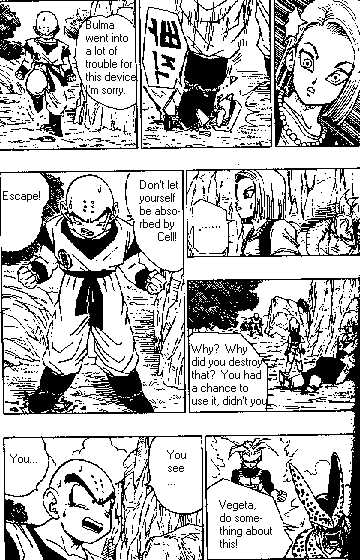 Bulma
went into
a lot of
trouble for
this device.
I'm sorry.
Escape!
Don't let
yourself
be abso-
rbed by
Cell!
......
Why? Why
did you destroy
that? You had
a chance to
use it, didn't you
You...
You
see
...
Vegeta,
do some-
thing about
this!